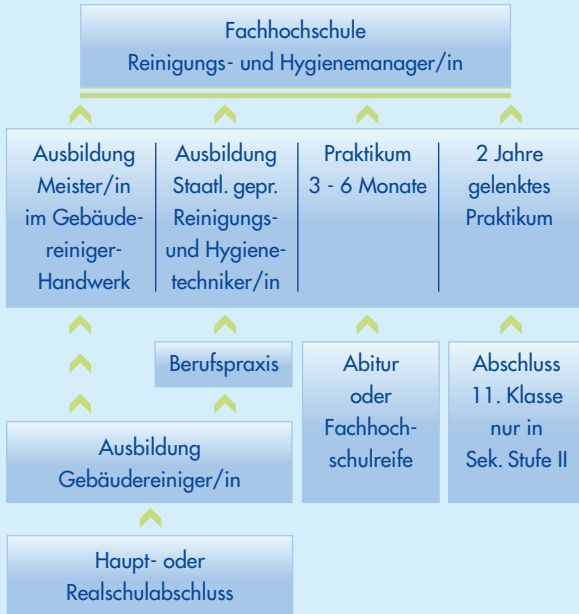 Fachhochschule
Reinigungs- und Hygienemanager/in
Ausbildung
Meister/in
im Gebäude-
reiniger-
Handwerk
Ausbildung
Staatl. gepr.
Reinigungs-
und Hygiene-
techniker/in
Praktikum
3 - 6 Monate
2 Jahre
gelenktes
Praktikum
Berufspraxis
Abitur
oder
Fachhoch-
schulreife
Abschluss
11. Klasse
nur in
Sek. Stufe II
Ausbildung
Gebäudereiniger/in
Haupt- oder
Realschulabschluss